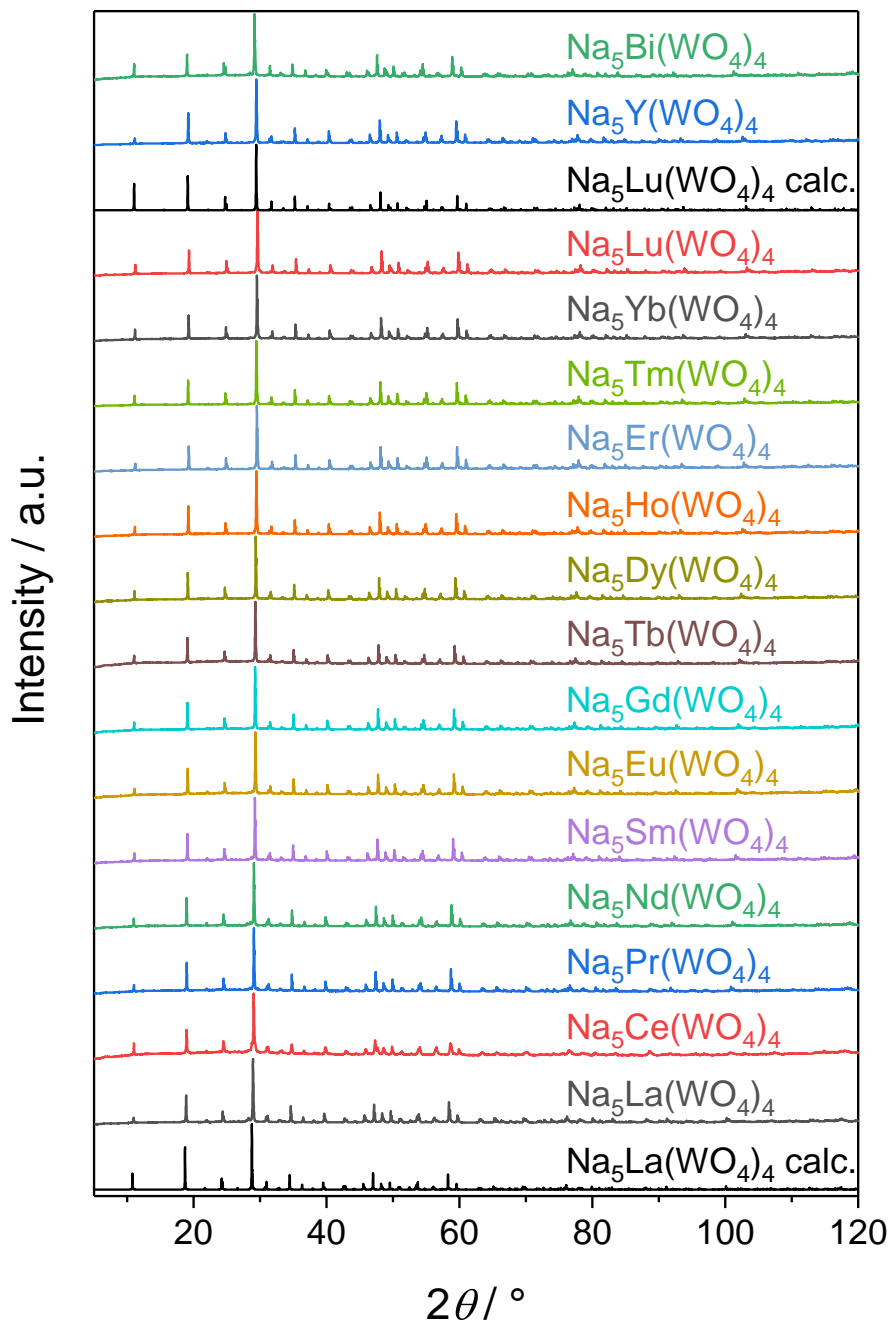 Na₅Bi(WO₄)₄
Na₅Y(WO₄)₄
Na₅Lu(WO₄)₄ calc.
Na₅Lu(WO₄)₄
Na₅Yb(WO₄)₄
Na₅Tm(WO₄)₄
Na₅Er(WO₄)₄
Na₅Ho(WO₄)₄
Na₅Dy(WO₄)₄
Na₅Tb(WO₄)₄
Na₅Gd(WO₄)₄
Na₅Eu(WO₄)₄
Na₅Sm(WO₄)₄
Na₅Nd(WO₄)₄
Na₅Pr(WO₄)₄
Na₅Ce(WO₄)₄
Na₅La(WO₄)₄
Na₅La(WO₄)₄ calc.
Intensity / a.u.
20 40 60 80 100 120
2θ / °